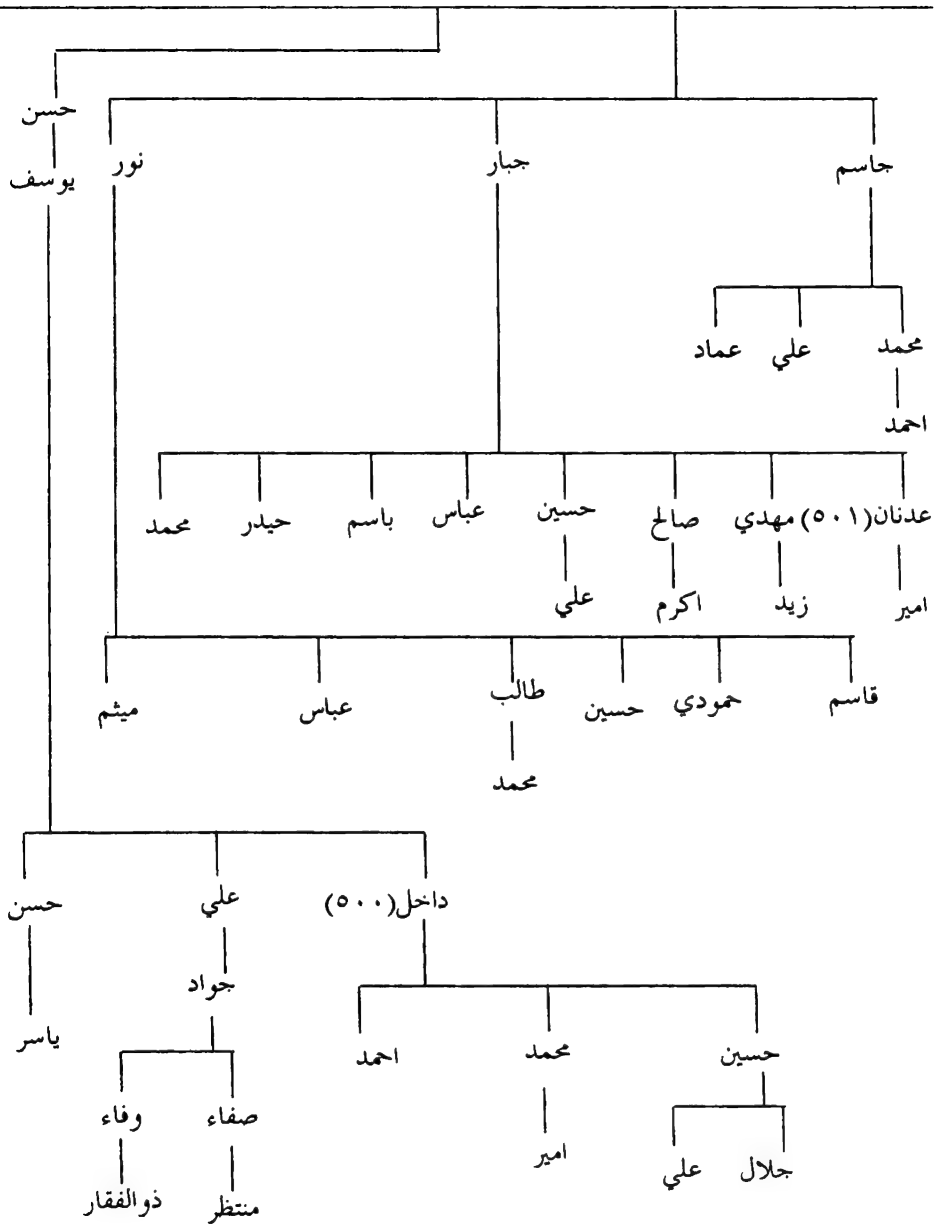 حسن
جاسم جبار نور يوسف
محمد علي عماد
احمد
عدنان(٥٠١) مهدي صالح حسين عباس باسم حيدر محمد
امير زيد اكرم علي
قاسم حمودي حسين طالب عباس ميثم
محمد
داخل(٥٠٠) علي حسن
جواد
حسين محمد احمد ياسر
صفاء وفاء
جلال علي امير
منتظر ذوالفقار